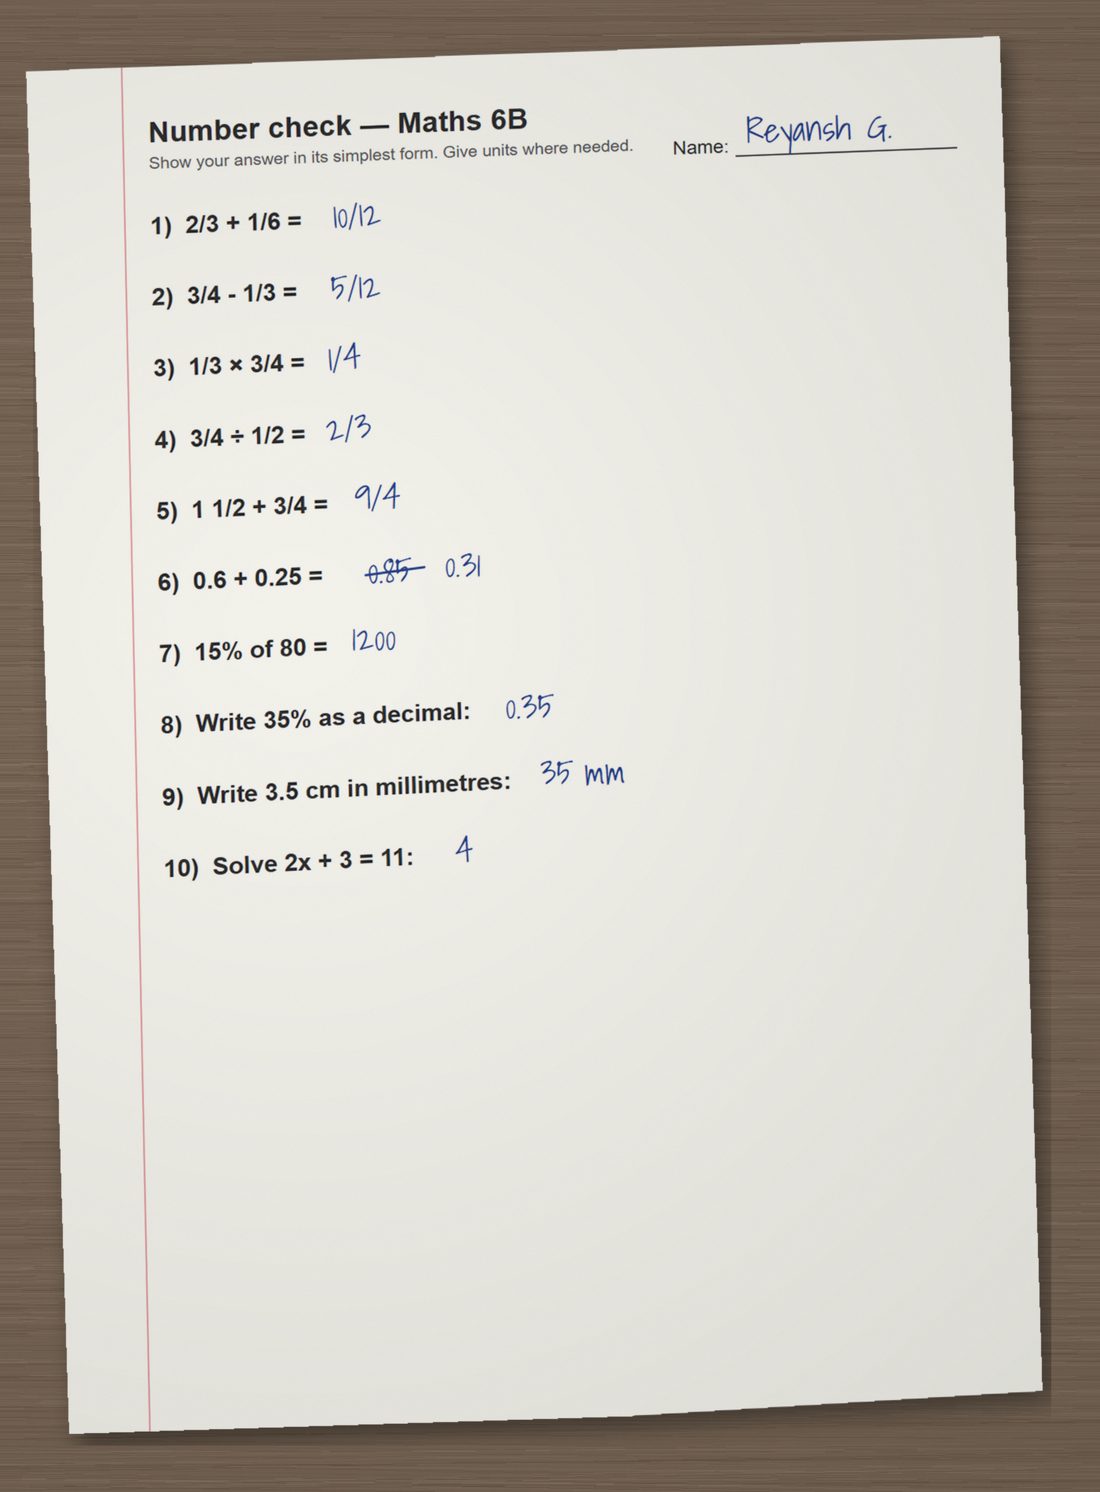 Number check — Maths 6B
Show your answer in its simplest form. Give units where needed.
Name: Reyansh G.
1) 2/3 + 1/6 = 10/12
2) 3/4 - 1/3 = 5/12
3) 1/3 × 3/4 = 1/4
4) 3/4 ÷ 1/2 = 2/3
5) 1 1/2 + 3/4 = 9/4
6) 0.6 + 0.25 = 0.85 0.31
7) 15% of 80 = 1200
8) Write 35% as a decimal: 0.35
9) Write 3.5 cm in millimetres: 35 mm
10) Solve 2x + 3 = 11: 4